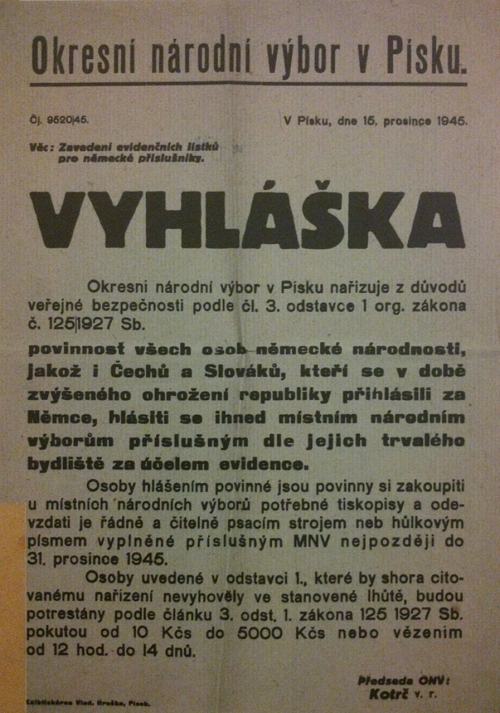 Okresní národní výbor v Písku.
Čj. 9520|45.
V Písku, dne 15. prosince 1945.
Věc: Zavedení evidenčních lístků
pro německé příslušníky.
VYHLÁŠKA
Okresní národní výbor v Písku nařizuje z důvodů
veřejné bezpečnosti podle čl. 3. odstavce 1 org. zákona
č. 125|1927 Sb.
povinnost všech osob německé národnosti,
jakož i Čechů a Slováků, kteří se v době
zvýšeného ohrožení republiky přihlásili za
Němce, hlásiti se ihned místním národním
výborům příslušným dle jejich trvalého
bydliště za účelem evidence.
Osoby hlášením povinné jsou povinny si zakoupiti
u místních národních výborů potřebné tiskopisy a ode-
vzdati je řádně a čitelně psacím strojem neb hůlkovým
písmem vyplněné příslušným MNV nejpozději do
31. prosince 1945.
Osoby uvedené v odstavci 1., které by shora cito-
vanému nařízení nevyhověly ve stanovené lhůtě, budou
potrestány podle článku 3. odst. 1. zákona 125 1927 Sb.
pokutou od 10 Kčs do 5000 Kčs nebo vězením
od 12 hod. do 14 dnů.
Předseda ONV:
Kotrč v. r.
Knihtiskárna Vlad. Hroška, Písek.